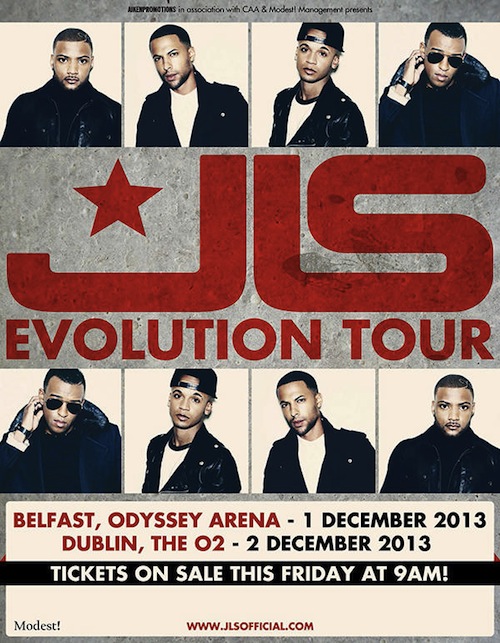 AIKENPROMOTIONS in association with CAA & Modest! Management presents
JLS
EVOLUTION TOUR
BELFAST, ODYSSEY ARENA - 1 DECEMBER 2013
DUBLIN, THE O2 - 2 DECEMBER 2013
TICKETS ON SALE THIS FRIDAY AT 9AM!
Modest!
WWW.JLSOFFICIAL.COM